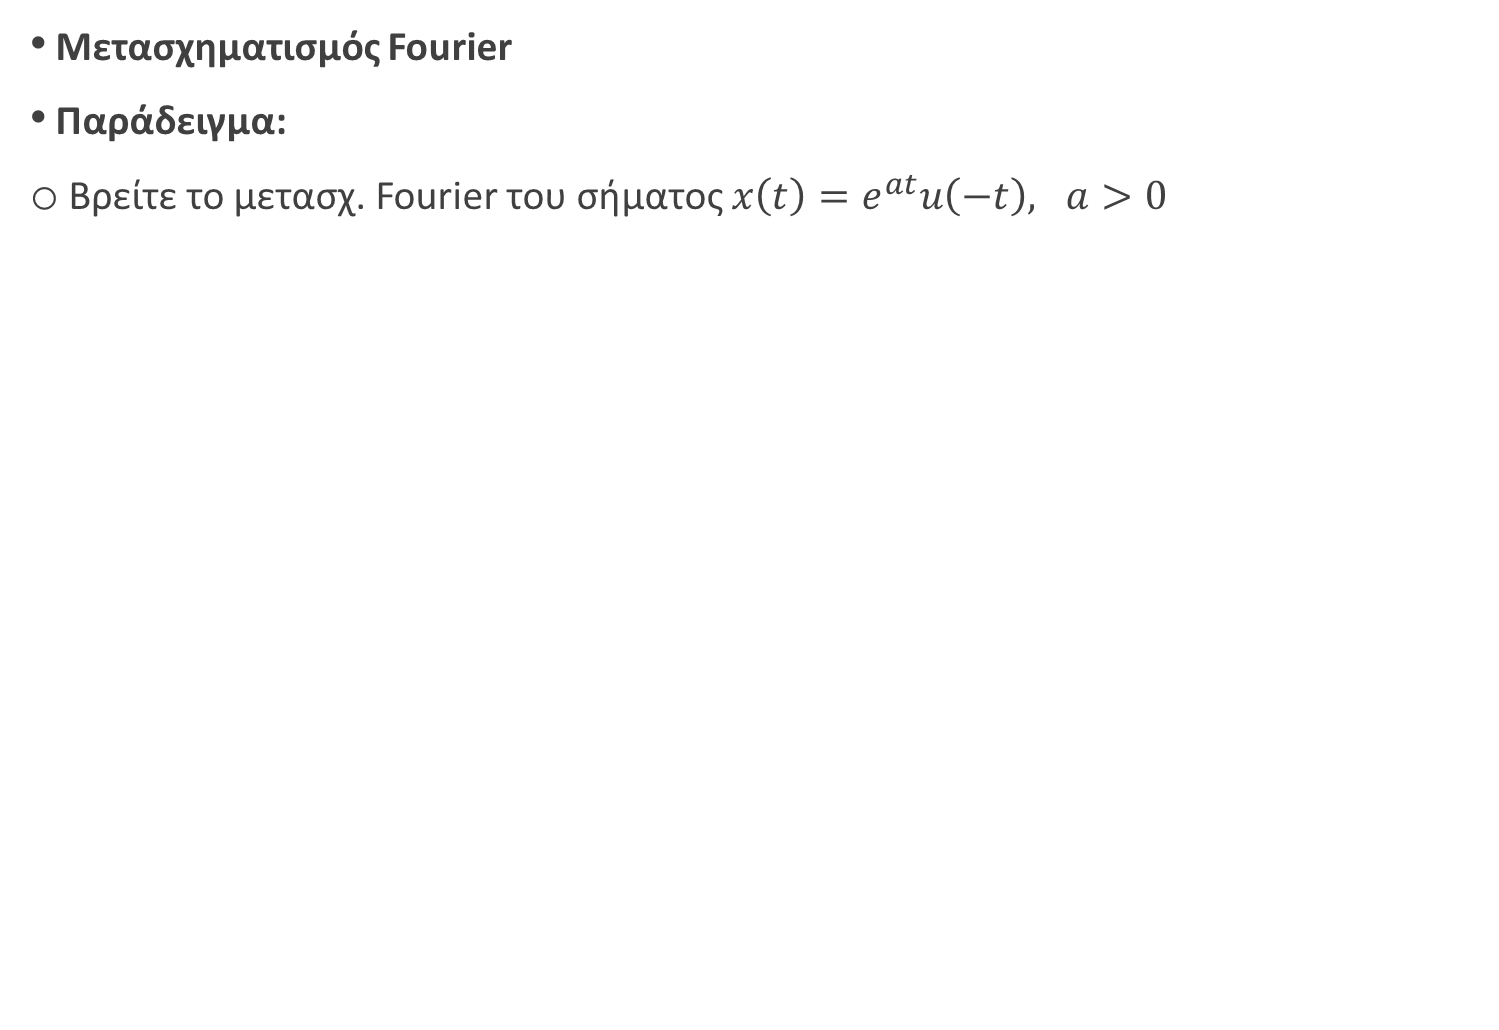 • Μετασχηματισμός Fourier
• Παράδειγμα:
○ Βρείτε το μετασχ. Fourier του σήματος $x(t) = e^{at}u(-t), \; a > 0$